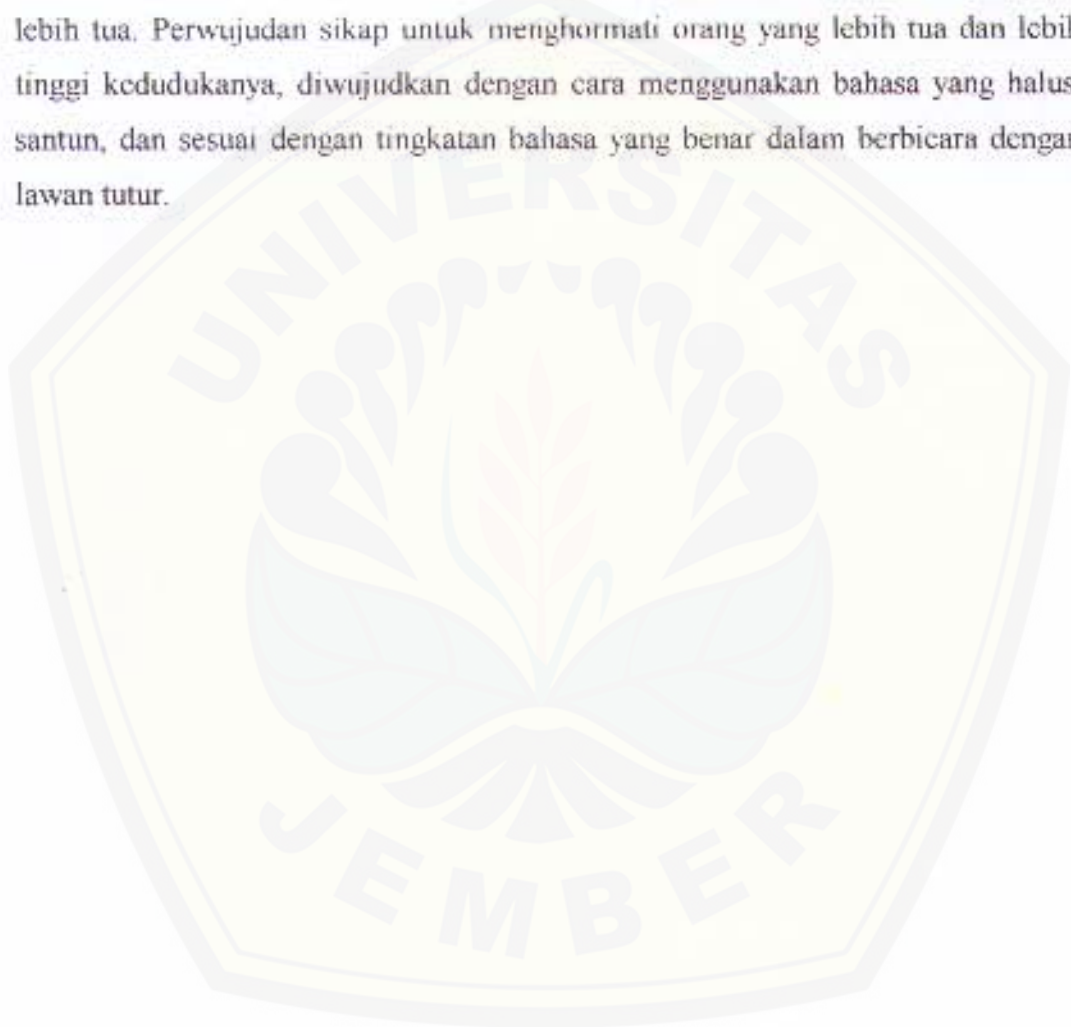 lebih tua. Perwujudan sikap untuk menghormati orang yang lebih tua dan lebil
tinggi kedudukanya, diwujudkan dengan cara menggunakan bahasa yang halus
santun, dan sesuai dengan tingkatan bahasa yang benar dalam berbicara dengan
lawan tutur.
UNIVERSITAS
JEMBER